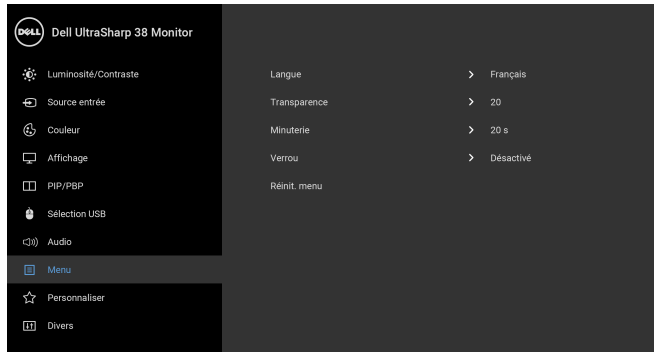 DELL Dell UltraSharp 38 Monitor
Luminosité/Contraste
Langue Français
Source entrée
Transparence 20
Couleur
Minuterie 20 s
Affichage
Verrou Désactivé
PIP/PBP
Réinit. menu
Sélection USB
Audio
Menu
Personnaliser
Divers